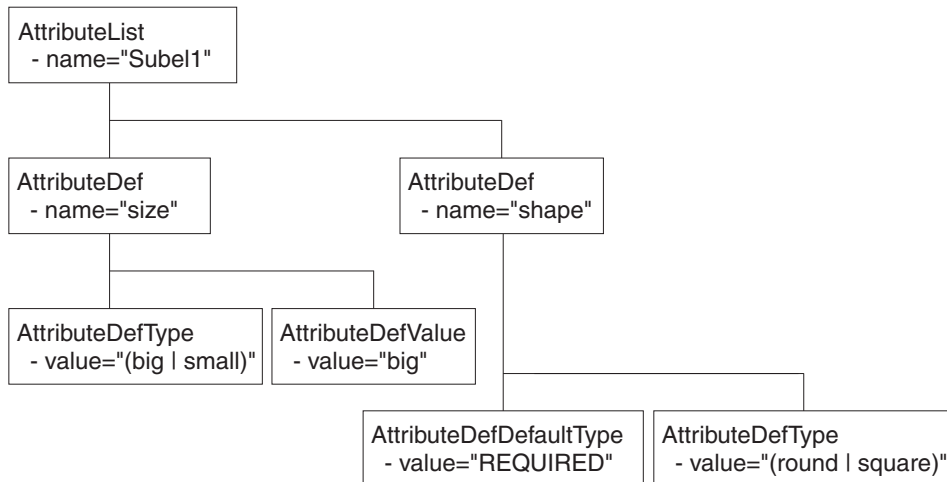 AttributeList
- name="Subel1"
AttributeDef
- name="size"
AttributeDef
- name="shape"
AttributeDefType
- value="(big | small)"
AttributeDefValue
- value="big"
AttributeDefDefaultType
- value="REQUIRED"
AttributeDefType
- value="(round | square)"